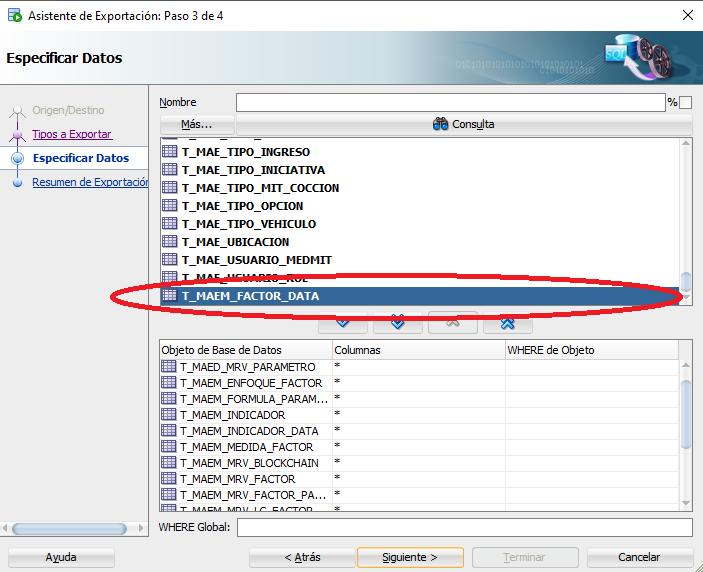 Asistente de Exportación: Paso 3 de 4
Especificar Datos
Origen/Destino
Tipos a Exportar
Especificar Datos
Resumen de Exportación
Nombre
%
Más...
Consulta
T_MAE_TIPO_INGRESO
T_MAE_TIPO_INICIATIVA
T_MAE_TIPO_MIT_COCCION
T_MAE_TIPO_OPCION
T_MAE_TIPO_VEHICULO
T_MAE_UBICACION
T_MAE_USUARIO_MEDMIT
T_MAE_USUARIO_ROL
T_MAEM_FACTOR_DATA
Objeto de Base de Datos Columnas WHERE de Objeto
T_MAED_MRV_PARAMETRO *
T_MAEM_ENFOQUE_FACTOR *
T_MAEM_FORMULA_PARAM... *
T_MAEM_INDICADOR *
T_MAEM_INDICADOR_DATA *
T_MAEM_MEDIDA_FACTOR *
T_MAEM_MRV_BLOCKCHAIN *
T_MAEM_MRV_FACTOR *
T_MAEM_MRV_FACTOR_PA... *
T_MAEM_MRV_LG_FACTOR *
WHERE Global:
Ayuda
< Atrás
Siguiente >
Terminar
Cancelar